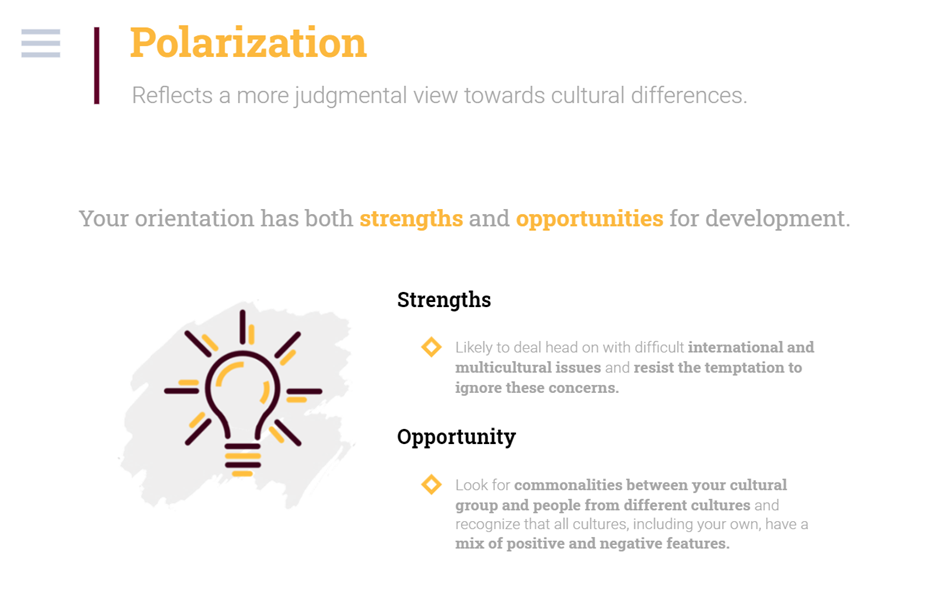 Polarization
Reflects a more judgmental view towards cultural differences.
Your orientation has both strengths and opportunities for development.
Strengths
Likely to deal head on with difficult international and
multicultural issues and resist the temptation to
ignore these concerns.
Opportunity
Look for commonalities between your cultural
group and people from different cultures and
recognize that all cultures, including your own, have a
mix of positive and negative features.